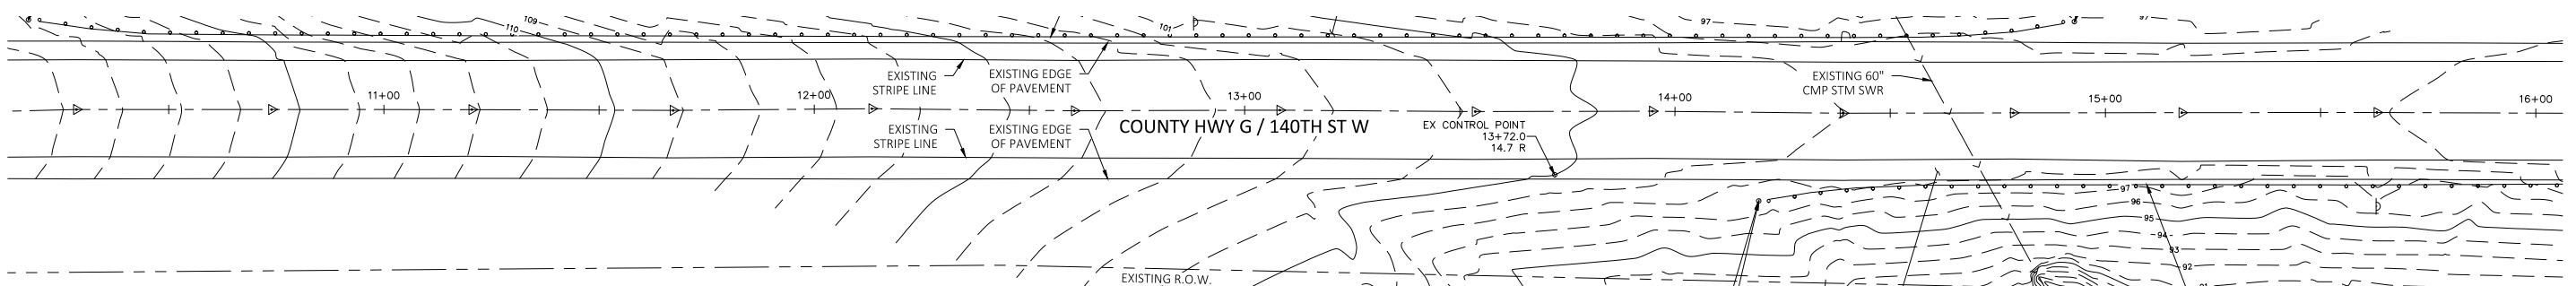 109
110
101
97
97
11+00
12+00
EXISTING
STRIPE LINE
EXISTING EDGE
OF PAVEMENT
13+00
14+00
EXISTING 60"
CMP STM SWR
15+00
16+00
COUNTY HWY G / 140TH ST W
EXISTING
STRIPE LINE
EXISTING EDGE
OF PAVEMENT
EX CONTROL POINT
13+72.0
14.7 R
97
96
95
94
93
92
EXISTING R.O.W.